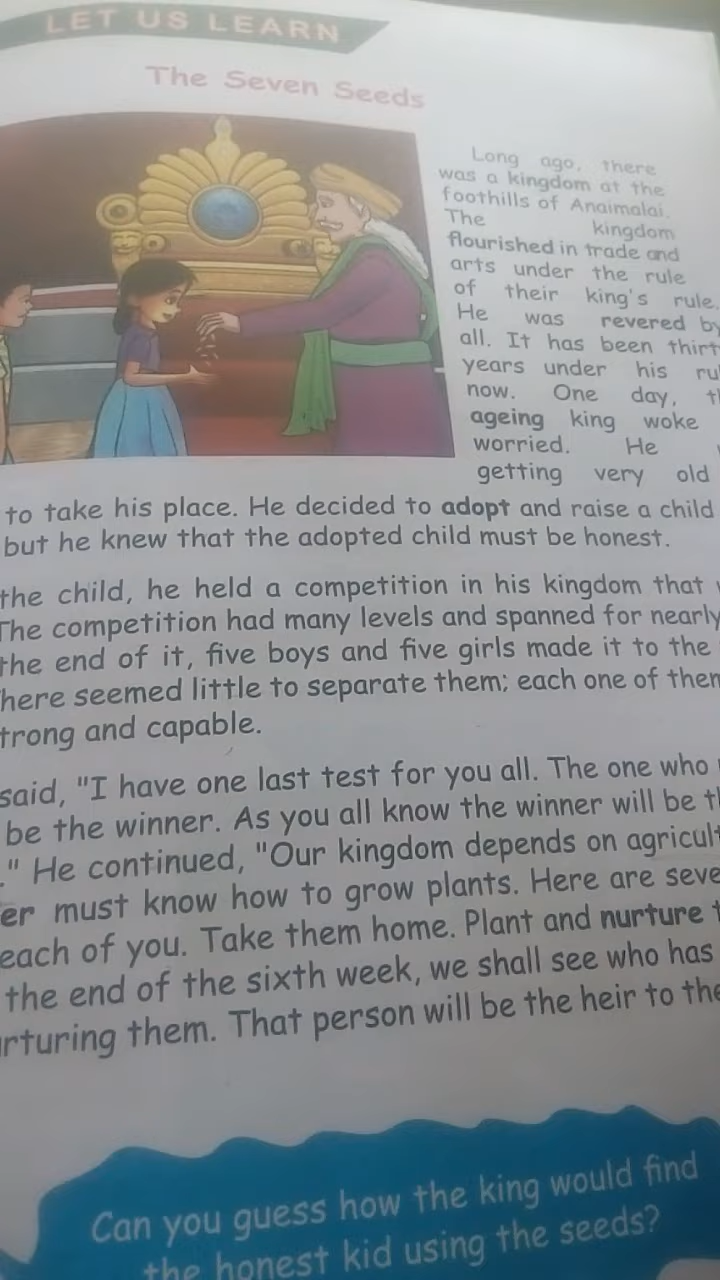 LET US LEARN
The Seven Seeds
Long ago, there
was a kingdom at the
foothills of Anaimalai.
The kingdom
flourished in trade and
arts under the rule
of their king's rule.
He was revered by
all. It has been thirt
years under his ru
now. One day, th
ageing king woke
worried. He
getting very old
to take his place. He decided to adopt and raise a child
but he knew that the adopted child must be honest.
the child, he held a competition in his kingdom that
The competition had many levels and spanned for nearly
the end of it, five boys and five girls made it to the
here seemed little to separate them; each one of them
trong and capable.
said, "I have one last test for you all. The one who
be the winner. As you all know the winner will be th
." He continued, "Our kingdom depends on agricult
er must know how to grow plants. Here are seve
each of you. Take them home. Plant and nurture t
the end of the sixth week, we shall see who has
rturing them. That person will be the heir to the
Can you guess how the king would find
the honest kid using the seeds?